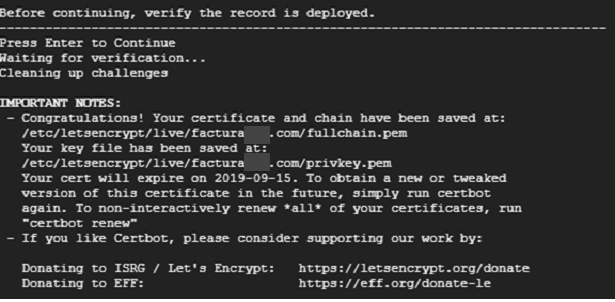 Before continuing, verify the record is deployed.
-------------------------------------------------------------------------------
Press Enter to Continue
Waiting for verification...
Cleaning up challenges
IMPORTANT NOTES:
- Congratulations! Your certificate and chain have been saved at:
/etc/letsencrypt/live/factura .com/fullchain.pem
Your key file has been saved at:
/etc/letsencrypt/live/factura .com/privkey.pem
Your cert will expire on 2019-09-15. To obtain a new or tweaked
version of this certificate in the future, simply run certbot
again. To non-interactively renew *all* of your certificates, run
"certbot renew"
- If you like Certbot, please consider supporting our work by:
Donating to ISRG / Let's Encrypt: https://letsencrypt.org/donate
Donating to EFF: https://eff.org/donate-le